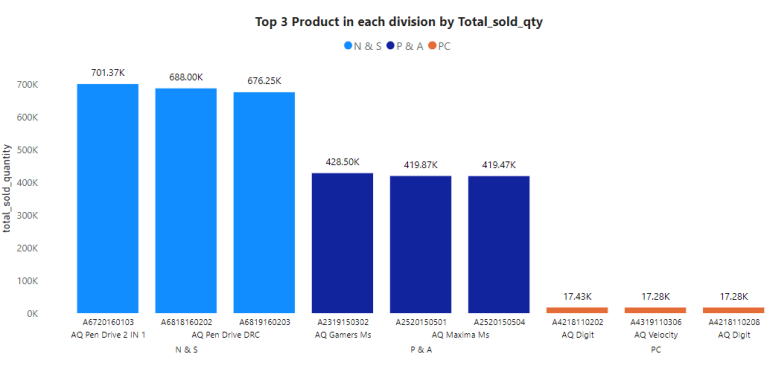 Top 3 Product in each division by Total_sold_qty
N & S P & A PC
total_sold_quantity
700K
600K
500K
400K
300K
200K
100K
0K
701.37K 688.00K 676.25K 428.50K 419.87K 419.47K 17.43K 17.28K 17.28K
A6720160103 A6818160202 A6819160203 A2319150302 A2520150501 A2520150504 A4218110202 A4319110306 A4218110208
AQ Pen Drive 2 IN 1 AQ Pen Drive DRC AQ Gamers Ms AQ Maxima Ms AQ Digit AQ Velocity AQ Digit
N & S P & A PC